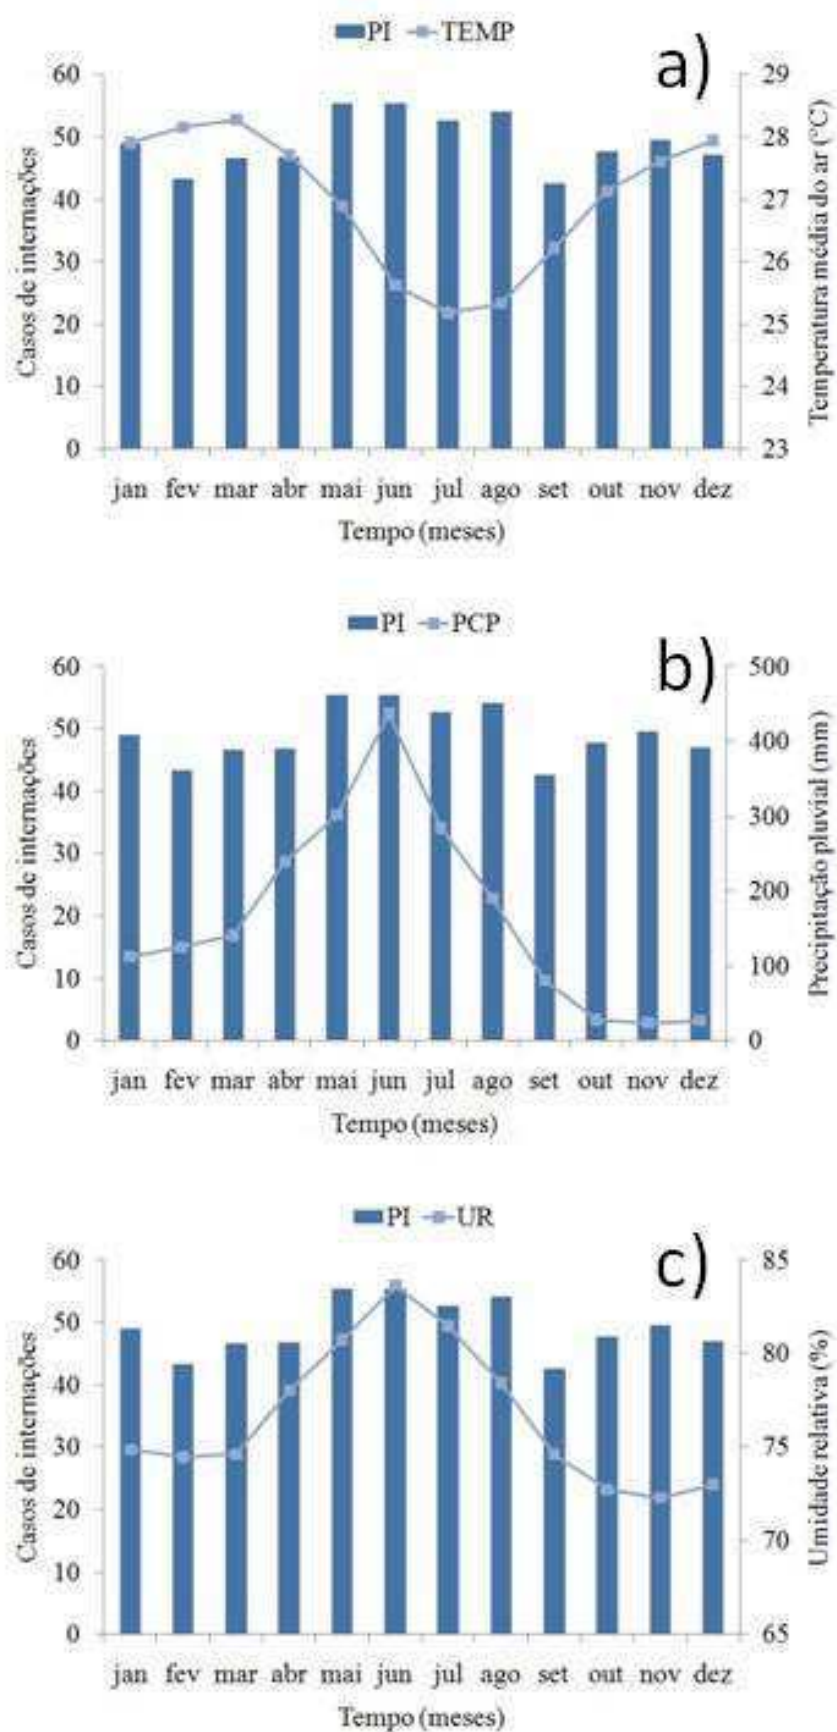 PI TEMP
a)
60 29
50 28
40 27
30 26
20 25
10 24
0 23
Casos de internações
Temperatura média do ar (°C)
jan fev mar abr mai jun jul ago set out nov dez
Tempo (meses)
PI PCP
b)
60 500
50 400
40 300
30 200
20 100
10 0
0
Casos de internações
Precipitação pluvial (mm)
jan fev mar abr mai jun jul ago set out nov dez
Tempo (meses)
PI UR
c)
60 85
50 80
40 75
30 70
20 65
10
0
Casos de internações
Umidade relativa (%)
jan fev mar abr mai jun jul ago set out nov dez
Tempo (meses)